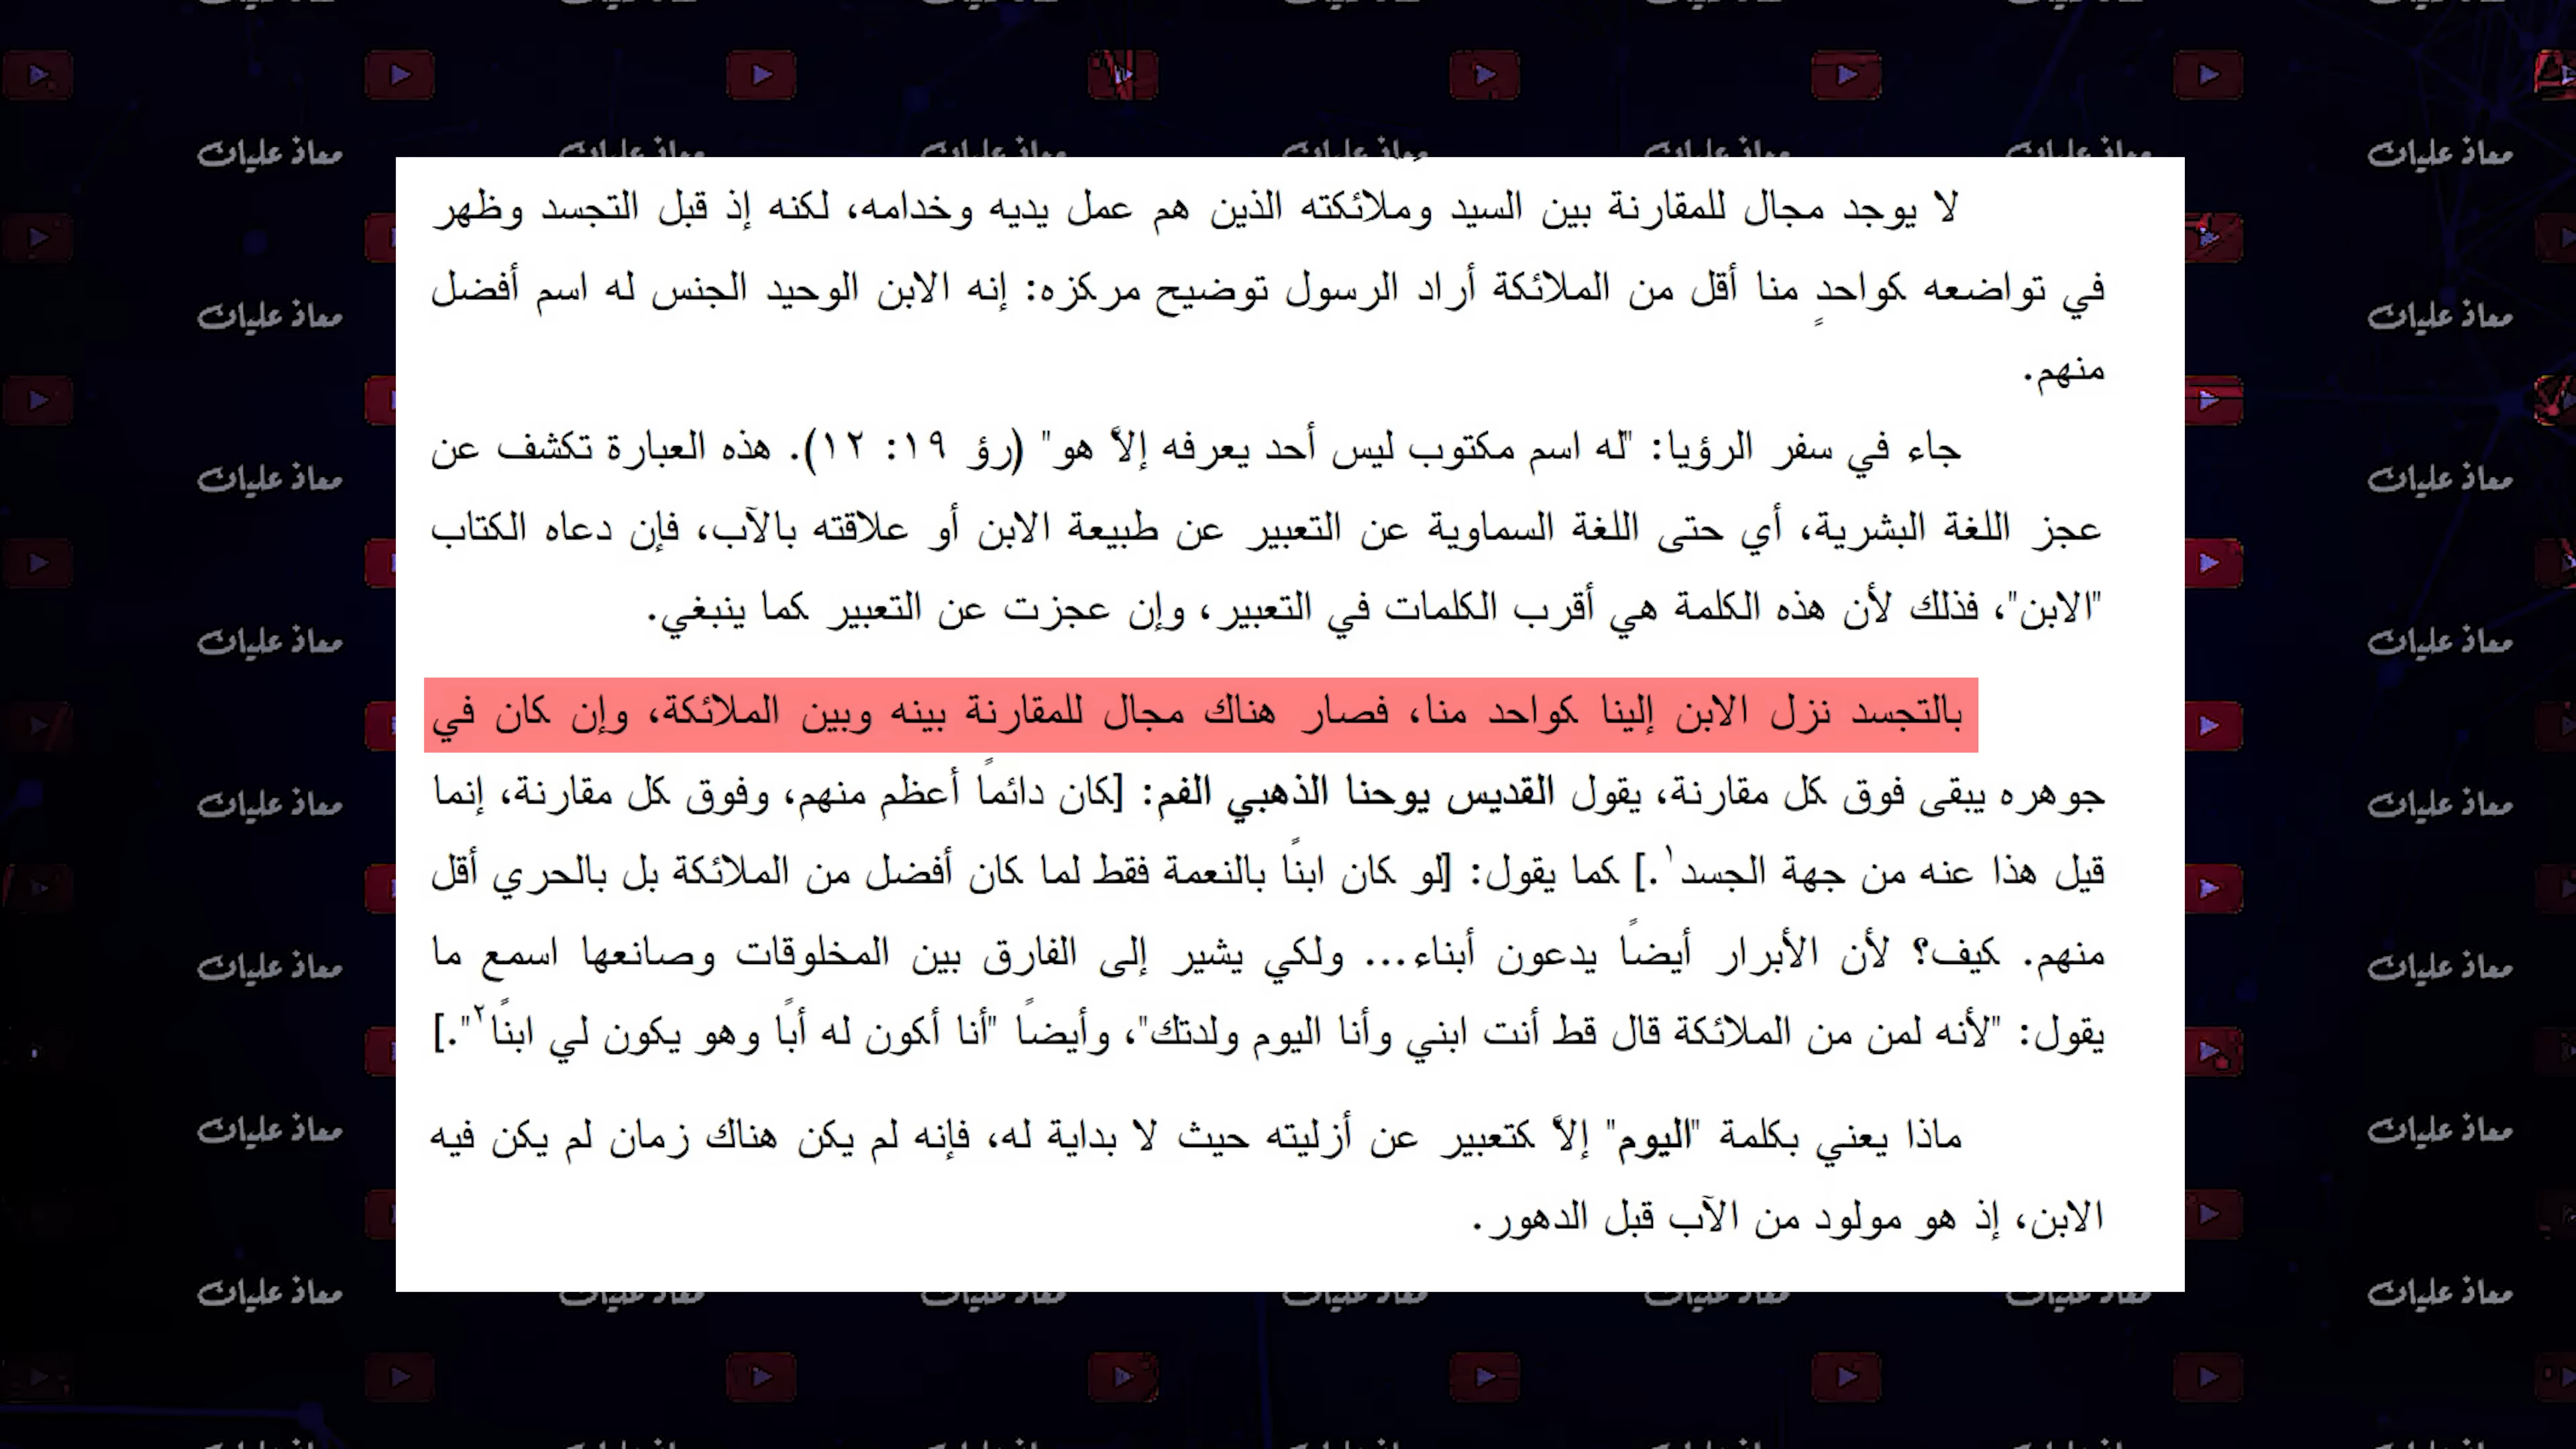 لا يوجد مجال للمقارنة بين السيد وملائكته الذين هم عمل يديه وخدامه، لكنه إذ قبل التجسد وظهر
في تواضعه كواحدٍ منا أقل من الملائكة أراد الرسول توضيح مركزه: إنه الابن الوحيد الجنس له اسم أفضل
منهم.
جاء في سفر الرؤيا: "له اسم مكتوب ليس أحد يعرفه إلاَّ هو" (رؤ ١٩: ١٢). هذه العبارة تكشف عن
عجز اللغة البشرية، أي حتى اللغة السماوية عن التعبير عن طبيعة الابن أو علاقته بالآب، فإن دعاه الكتاب
"الابن"، فذلك لأن هذه الكلمة هي أقرب الكلمات في التعبير، وإن عجزت عن التعبير كما ينبغي.
بالتجسد نزل الابن إلينا كواحد منا، فصار هناك مجال للمقارنة بينه وبين الملائكة، وإن كان في
جوهره يبقى فوق كل مقارنة، يقول القديس يوحنا الذهبي الفم: [كان دائماً أعظم منهم، وفوق كل مقارنة، إنما
قيل هذا عنه من جهة الجسد١.] كما يقول: [لو كان ابنًا بالنعمة فقط لما كان أفضل من الملائكة بل بالحري أقل
منهم. كيف؟ لأن الأبرار أيضاً يدعون أبناء... ولكي يشير إلى الفارق بين المخلوقات وصانعها اسمع ما
يقول: "لأنه لمن من الملائكة قال قط أنت ابني وأنا اليوم ولدتك"، وأيضاً "أنا أكون له أبًا وهو يكون لي ابنًا٢".]
ماذا يعني بكلمة "اليوم" إلاَّ كتعبير عن أزليته حيث لا بداية له، فإنه لم يكن هناك زمان لم يكن فيه
الابن، إذ هو مولود من الآب قبل الدهور.
معاذ عليان